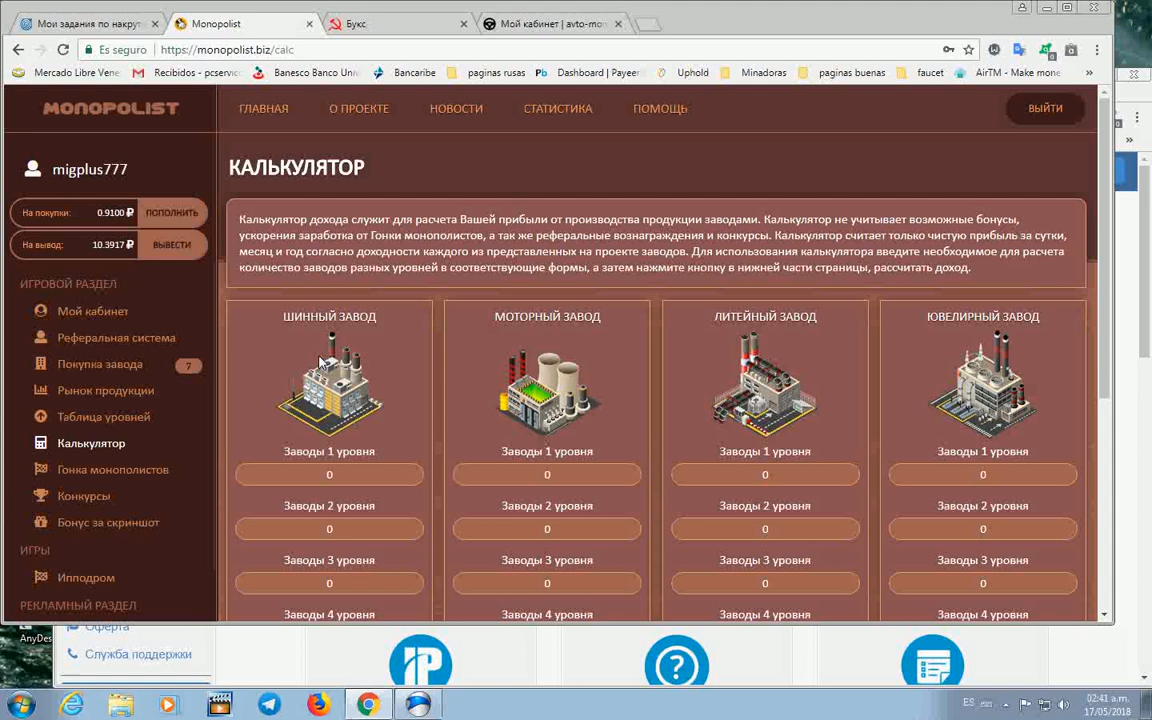 Мои задания по накрут
Monopolist
Букс
Мой кабинет | avto-mo
Es seguro
https://monopolist.biz/calc
Mercado Libre Vene
Recibidos - pcservic
Banesco Banco Uni
Bancaribe
paginas rusas
Dashboard | Payeer
Uphold
Minadoras
paginas buenas
faucet
AirTM - Make mone
MONOPOLIST
ГЛАВНАЯ
О ПРОЕКТЕ
НОВОСТИ
СТАТИСТИКА
ПОМОЩЬ
ВЫЙТИ
migplus777
На покупки: 0.9100 ₽ ПОПОЛНИТЬ
На вывод: 10.3917 ₽ ВЫВЕСТИ
ИГРОВОЙ РАЗДЕЛ
Мой кабинет
Реферальная система
Покупка завода 7
Рынок продукции
Таблица уровней
Калькулятор
Гонка монополистов
Конкурсы
Бонус за скриншот
ИГРЫ
Ипподром
РЕКЛАМНЫЙ РАЗДЕЛ
КАЛЬКУЛЯТОР
Калькулятор дохода служит для расчета Вашей прибыли от производства продукции заводами. Калькулятор не учитывает возможные бонусы,
ускорения заработка от Гонки монополистов, а так же реферальные вознаграждения и конкурсы. Калькулятор считает только чистую прибыль за сутки,
месяц и год согласно доходности каждого из представленных на проекте заводов. Для использования калькулятора введите необходимое для расчета
количество заводов разных уровней в соответствующие формы, а затем нажмите кнопку в нижней части страницы, рассчитать доход.
ШИННЫЙ ЗАВОД
МОТОРНЫЙ ЗАВОД
ЛИТЕЙНЫЙ ЗАВОД
ЮВЕЛИРНЫЙ ЗАВОД
Заводы 1 уровня
Заводы 1 уровня
Заводы 1 уровня
Заводы 1 уровня
0
0
0
0
Заводы 2 уровня
Заводы 2 уровня
Заводы 2 уровня
Заводы 2 уровня
0
0
0
0
Заводы 3 уровня
Заводы 3 уровня
Заводы 3 уровня
Заводы 3 уровня
0
0
0
0
Заводы 4 уровня
Заводы 4 уровня
Заводы 4 уровня
Заводы 4 уровня
AnyDes
Оферта
Служба поддержки
ES
02:41 a.m.
17/05/2018